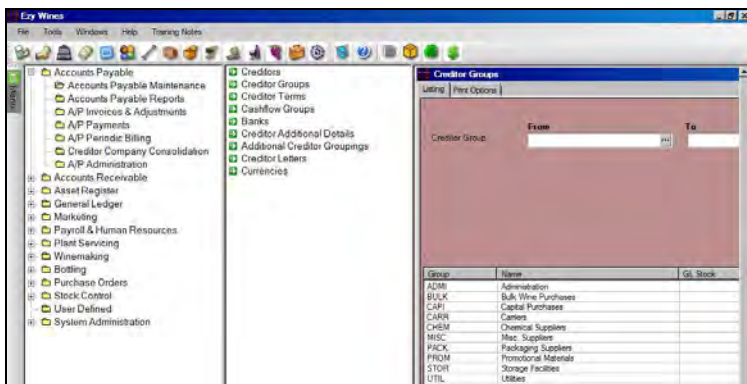 Ezy Wines
File Tools Windows Help Training Notes
Menu
Accounts Payable
Accounts Payable Maintenance
Accounts Payable Reports
A/P Invoices & Adjustments
A/P Payments
A/P Periodic Billing
Creditor Company Consolidation
A/P Administration
Accounts Receivable
Asset Register
General Ledger
Marketing
Payroll & Human Resources
Plant Servicing
Winemaking
Bottling
Purchase Orders
Stock Control
User Defined
System Administration
Creditors
Creditor Groups
Creditor Terms
Cashflow Groups
Banks
Creditor Additional Details
Additional Creditor Groupings
Creditor Letters
Currencies
Creditor Groups
Listing Print Options
From To
Creditor Group
Group Name GL Stock
ADMI Administration
BULK Bulk Wine Purchases
CAPI Capital Purchases
CARR Carriers
CHEM Chemical Suppliers
MISC Misc. Suppliers
PACK Packaging Suppliers
PROM Promotional Materials
STOR Storage Facilities
UTIL Utilities